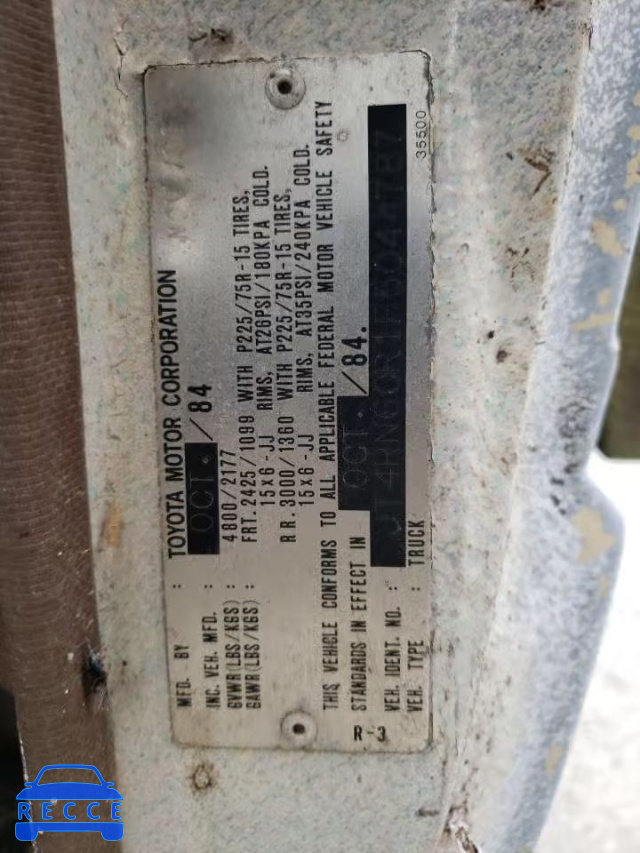 MFD. BY : TOYOTA MOTOR CORPORATION
INC. VEH. MFD. : OCT. /84
GVWR(LBS/KGS) : 4800/2177
GAWR(LBS/KGS) : FRT. 2425/1099 WITH P225/75R-15 TIRES,
15X6-JJ RIMS, AT26PSI/180KPA COLD.
RR. 3000/1360 WITH P225/75R-15 TIRES,
15X6-JJ RIMS, AT35PSI/240KPA COLD.
THIS VEHICLE CONFORMS TO ALL APPLICABLE FEDERAL MOTOR VEHICLE SAFETY
STANDARDS IN EFFECT IN OCT. /84.
VEH. IDENT. NO. :
VEH. TYPE : TRUCK
R-3
35500
RECCE